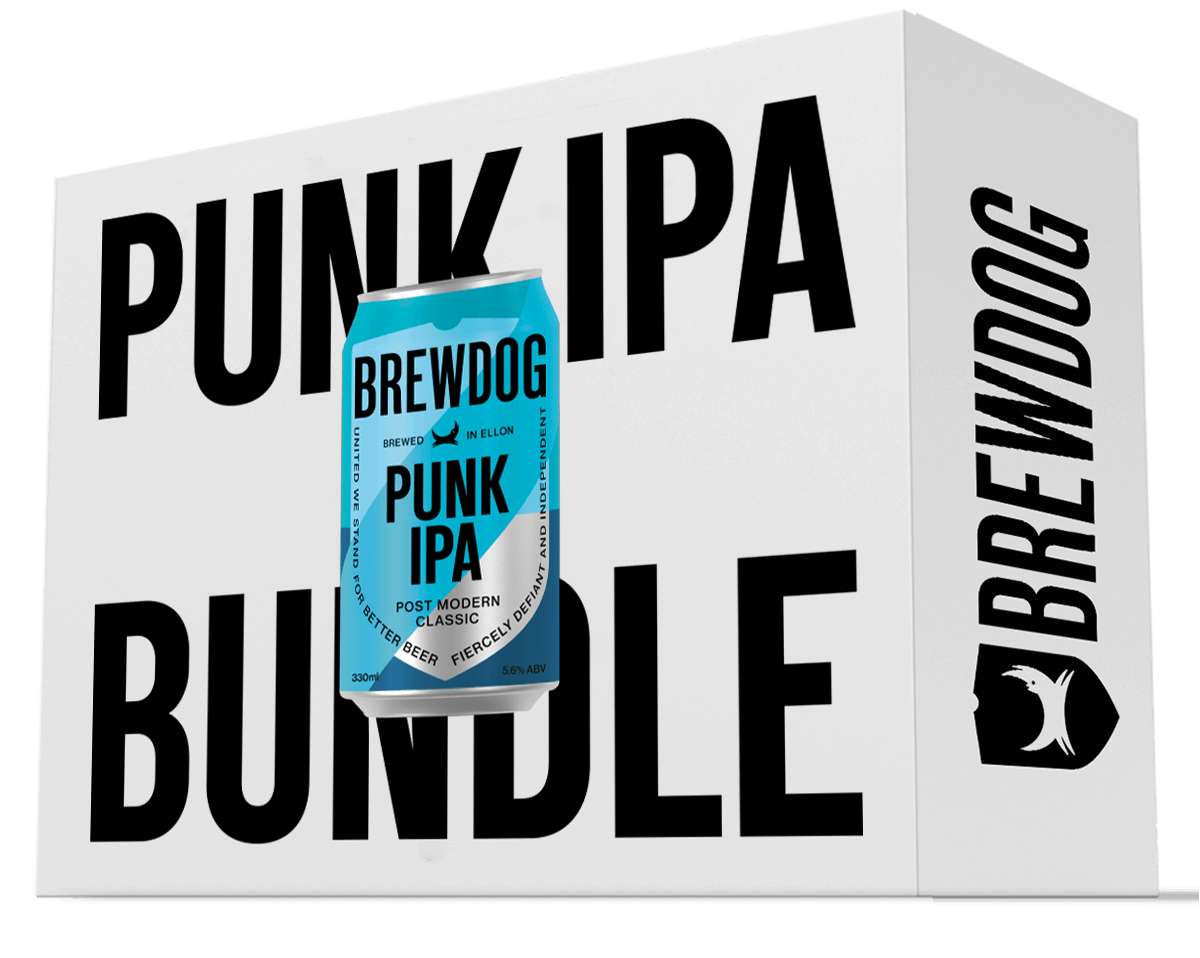 PUNK IPA
BUNDLE
BREWDOG
BREWED IN ELLON
PUNK
IPA
POST MODERN
CLASSIC
UNITED WE STAND FOR BETTER BEER
FIERCELY DEFIANT AND INDEPENDENT
330ml
5.6% ABV
BREWDOG